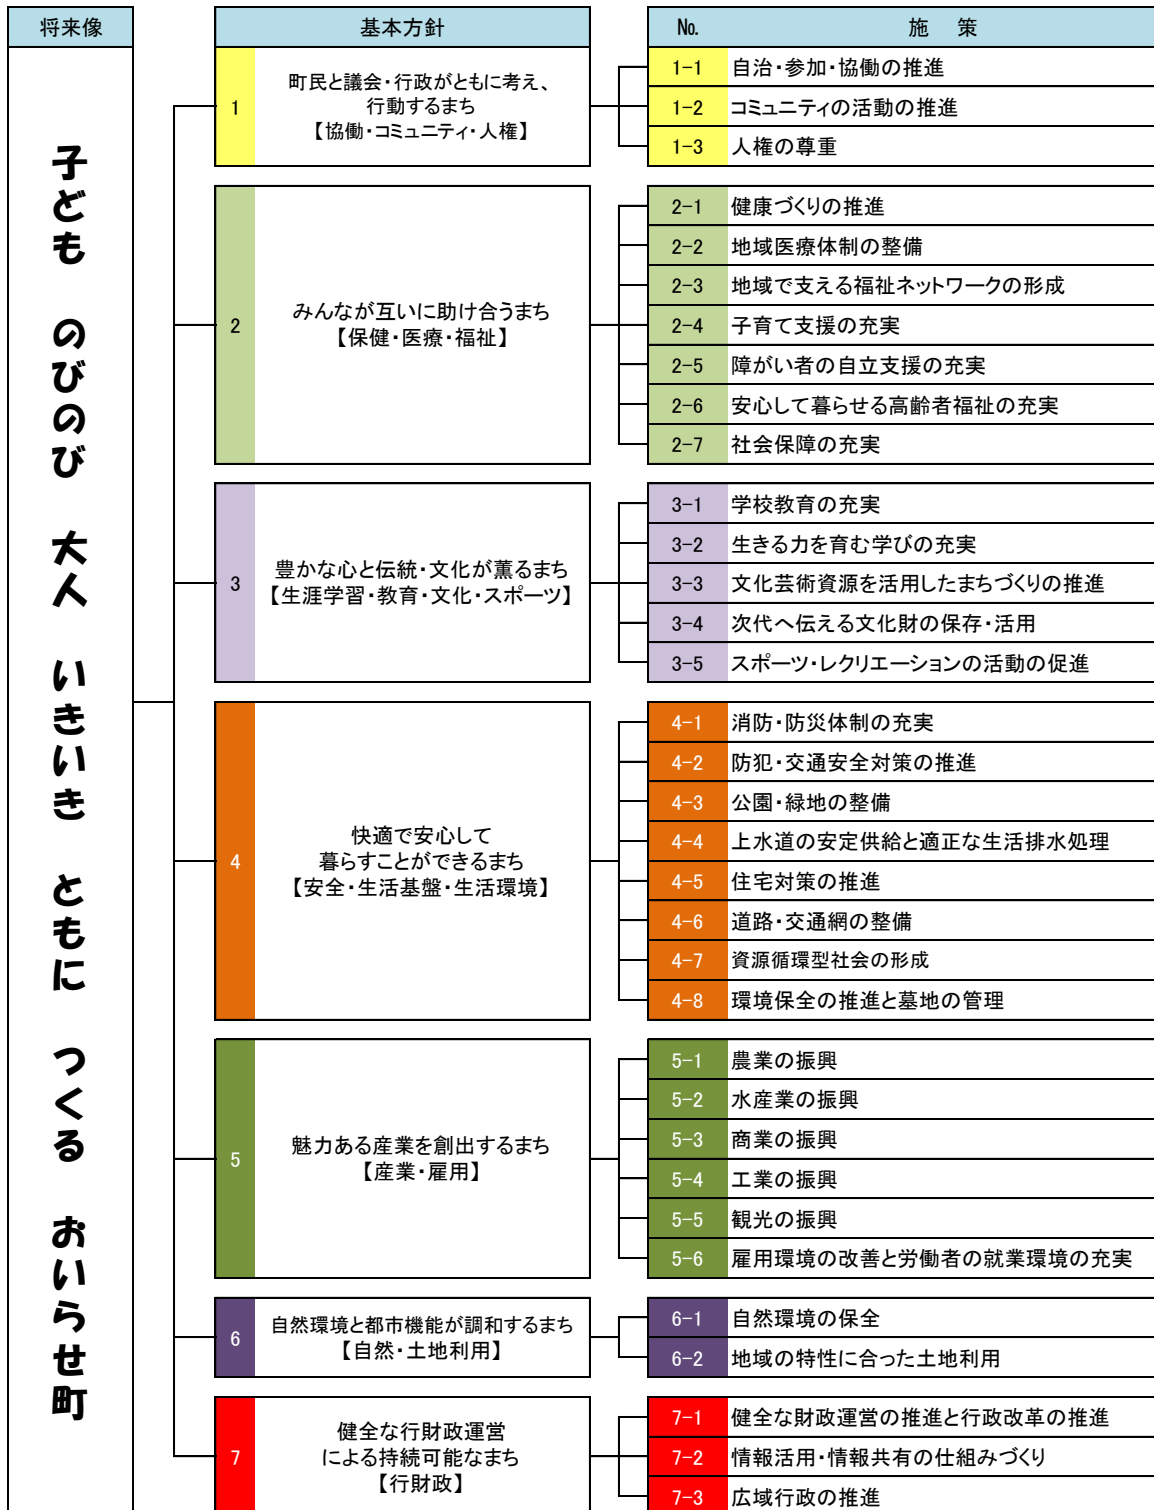 将来像
子ども のびのび 大人 いきいき ともに つくる おいらせ町
基本方針
No. 施 策
1
町民と議会・行政がともに考え、
行動するまち
【協働・コミュニティ・人権】
1-1 自治・参加・協働の推進
1-2 コミュニティの活動の推進
1-3 人権の尊重
2
みんなが互いに助け合うまち
【保健・医療・福祉】
2-1 健康づくりの推進
2-2 地域医療体制の整備
2-3 地域で支える福祉ネットワークの形成
2-4 子育て支援の充実
2-5 障がい者の自立支援の充実
2-6 安心して暮らせる高齢者福祉の充実
2-7 社会保障の充実
3
豊かな心と伝統・文化が薫るまち
【生涯学習・教育・文化・スポーツ】
3-1 学校教育の充実
3-2 生きる力を育む学びの充実
3-3 文化芸術資源を活用したまちづくりの推進
3-4 次代へ伝える文化財の保存・活用
3-5 スポーツ・レクリエーションの活動の促進
4
快適で安心して
暮らすことができるまち
【安全・生活基盤・生活環境】
4-1 消防・防災体制の充実
4-2 防犯・交通安全対策の推進
4-3 公園・緑地の整備
4-4 上水道の安定供給と適正な生活排水処理
4-5 住宅対策の推進
4-6 道路・交通網の整備
4-7 資源循環型社会の形成
4-8 環境保全の推進と墓地の管理
5
魅力ある産業を創出するまち
【産業・雇用】
5-1 農業の振興
5-2 水産業の振興
5-3 商業の振興
5-4 工業の振興
5-5 観光の振興
5-6 雇用環境の改善と労働者の就業環境の充実
6
自然環境と都市機能が調和するまち
【自然・土地利用】
6-1 自然環境の保全
6-2 地域の特性に合った土地利用
7
健全な行財政運営
による持続可能なまち
【行財政】
7-1 健全な財政運営の推進と行政改革の推進
7-2 情報活用・情報共有の仕組みづくり
7-3 広域行政の推進